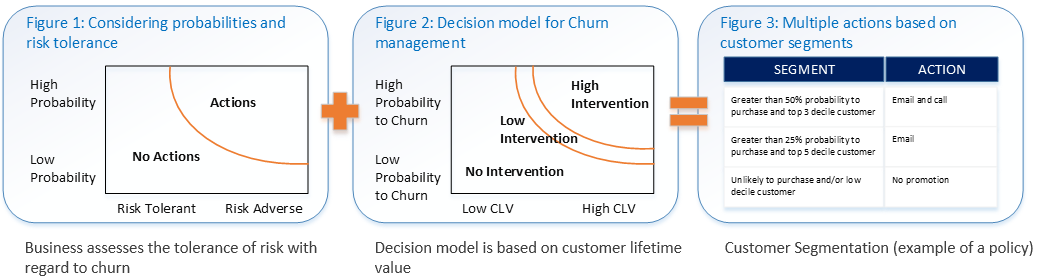 Figure 1: Considering probabilities and
risk tolerance
High
Probability
Actions
No Actions
Low
Probability
Risk Tolerant
Risk Adverse
Business assesses the tolerance of risk with
regard to churn
Figure 2: Decision model for Churn
management
High
Probability
to Churn
High
Intervention
Low
Intervention
No Intervention
Low
Probability
to Churn
Low CLV
High CLV
Decision model is based on customer lifetime
value
Figure 3: Multiple actions based on
customer segments
SEGMENT
ACTION
Greater than 50% probability to
purchase and top 3 decile customer
Email and call
Greater than 25% probability to
purchase and top 5 decile customer
Email
Unlikely to purchase and/or low
decile customer
No promotion
Customer Segmentation (example of a policy)